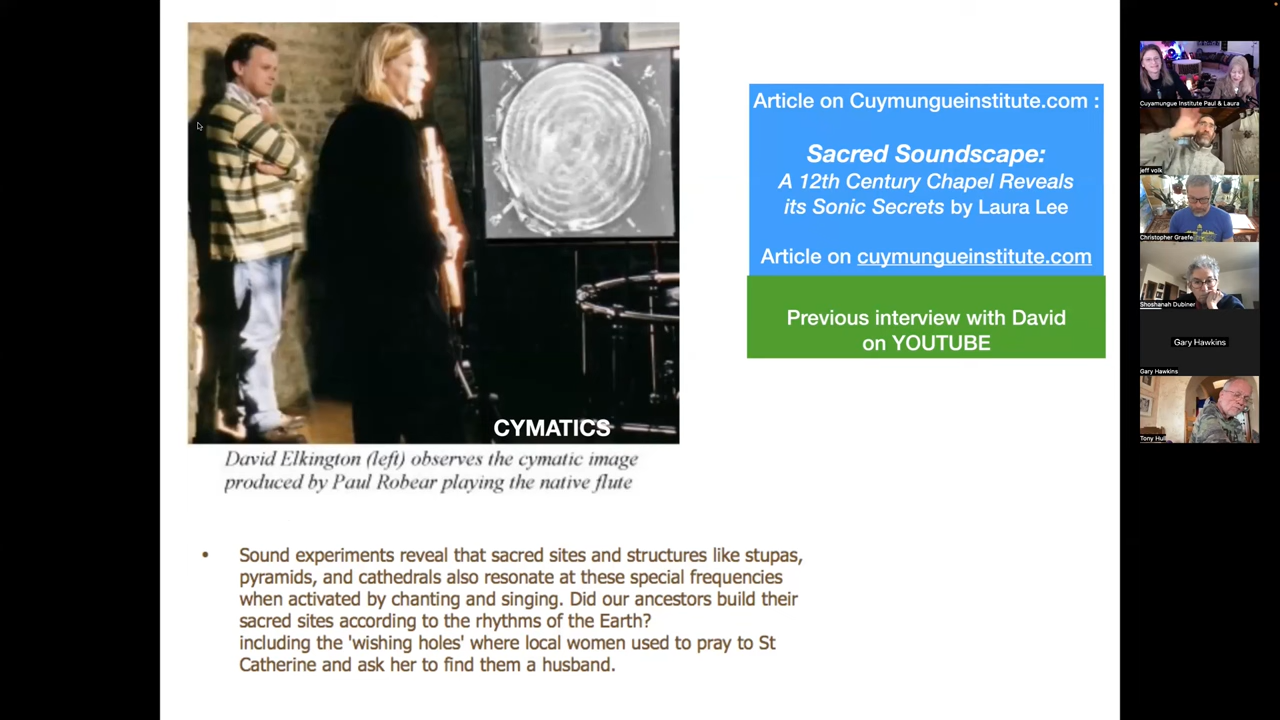 CYMATICS
David Elkington (left) observes the cymatic image
produced by Paul Robear playing the native flute
Article on Cuymungueinstitute.com :
Sacred Soundscape:
A 12th Century Chapel Reveals
its Sonic Secrets by Laura Lee
Article on cuymungueinstitute.com
Previous interview with David
on YOUTUBE
• Sound experiments reveal that sacred sites and structures like stupas,
pyramids, and cathedrals also resonate at these special frequencies
when activated by chanting and singing. Did our ancestors build their
sacred sites according to the rhythms of the Earth?
including the 'wishing holes' where local women used to pray to St
Catherine and ask her to find them a husband.
Cuyamungue Institute Paul & Laura
jeff volk
Christopher Graefe
Shoshanah Dubiner
Gary Hawkins
Gary Hawkins
Tony Hull